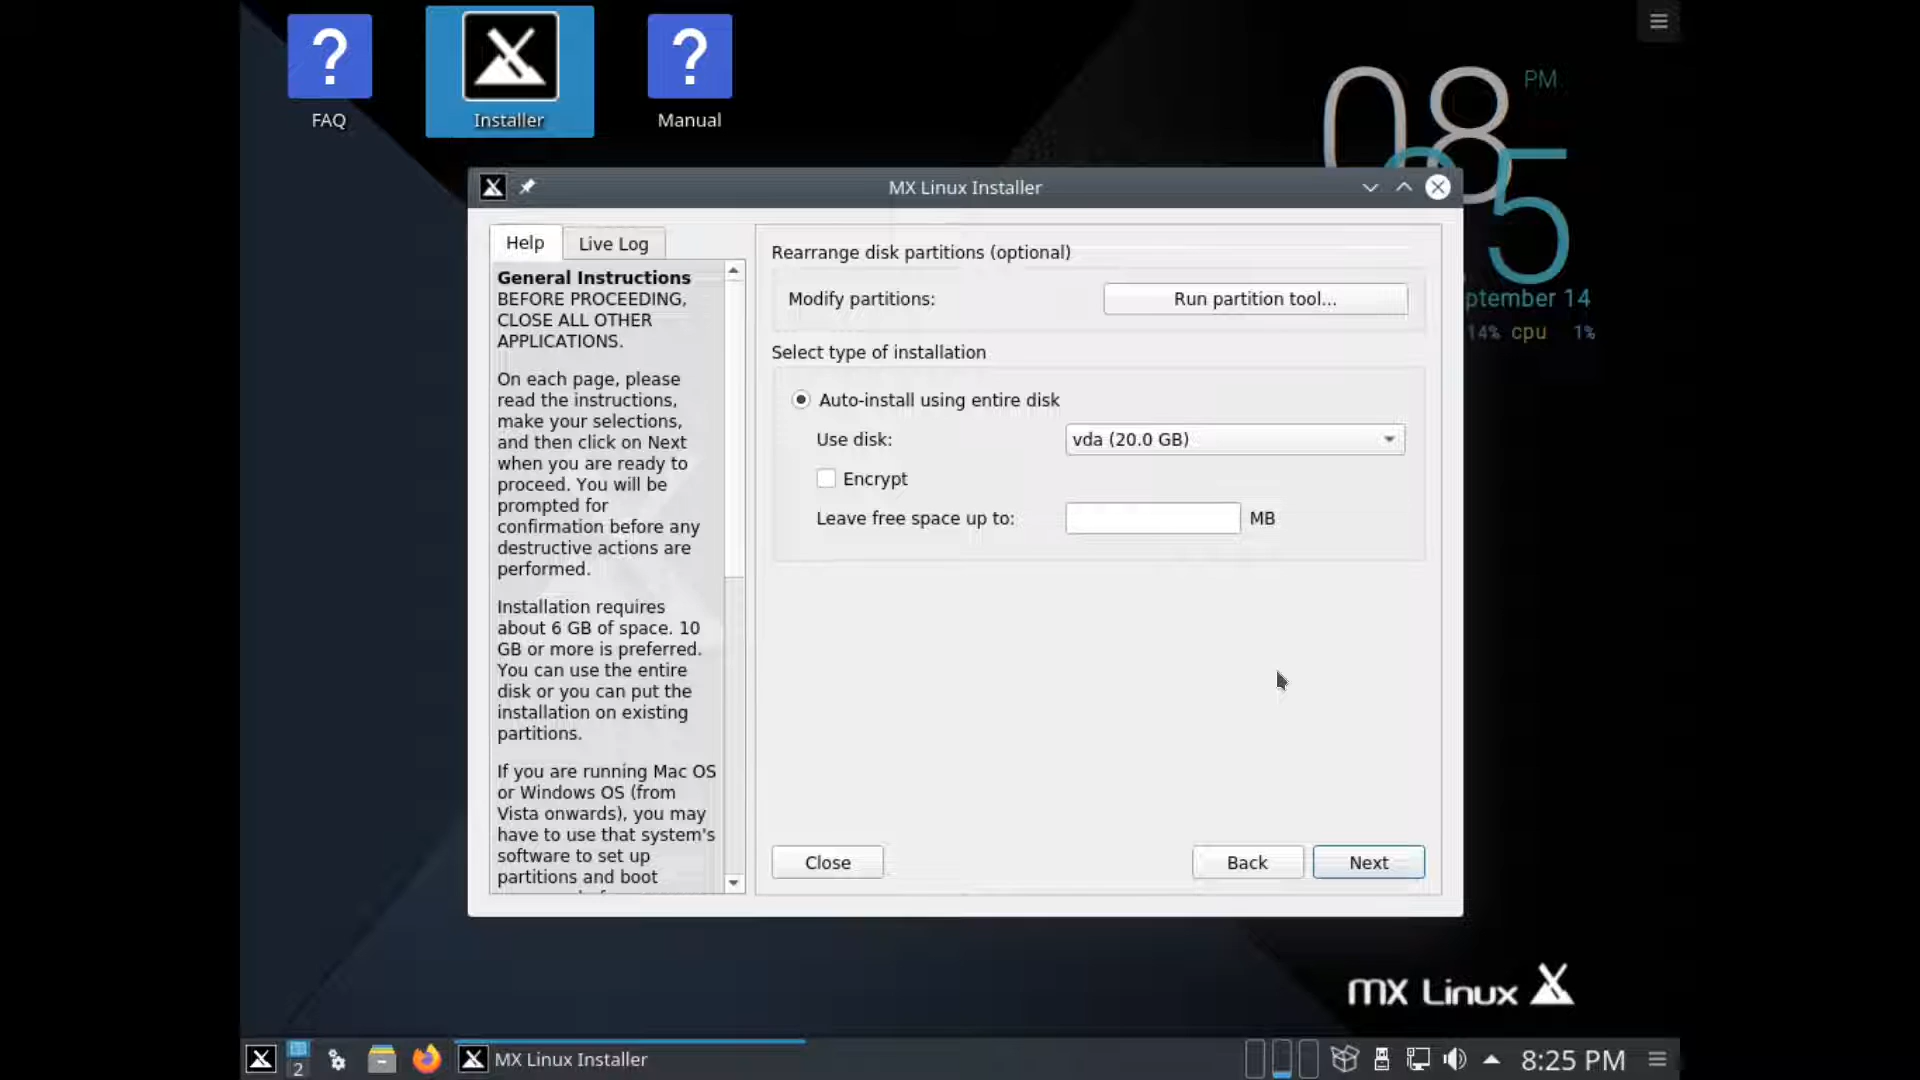 FAQ
Installer
Manual
PM
08
MX Linux Installer
Help
Live Log
General Instructions
BEFORE PROCEEDING,
CLOSE ALL OTHER
APPLICATIONS.
On each page, please
read the instructions,
make your selections,
and then click on Next
when you are ready to
proceed. You will be
prompted for
confirmation before any
destructive actions are
performed.
Installation requires
about 6 GB of space. 10
GB or more is preferred.
You can use the entire
disk or you can put the
installation on existing
partitions.
If you are running Mac OS
or Windows OS (from
Vista onwards), you may
have to use that system's
software to set up
partitions and boot
Rearrange disk partitions (optional)
Modify partitions:
Run partition tool...
Select type of installation
Auto-install using entire disk
Use disk:
vda (20.0 GB)
Encrypt
Leave free space up to:
MB
Close
Back
Next
5
ptember 14
14% cpu 1%
MX Linux
2
MX Linux Installer
8:25 PM